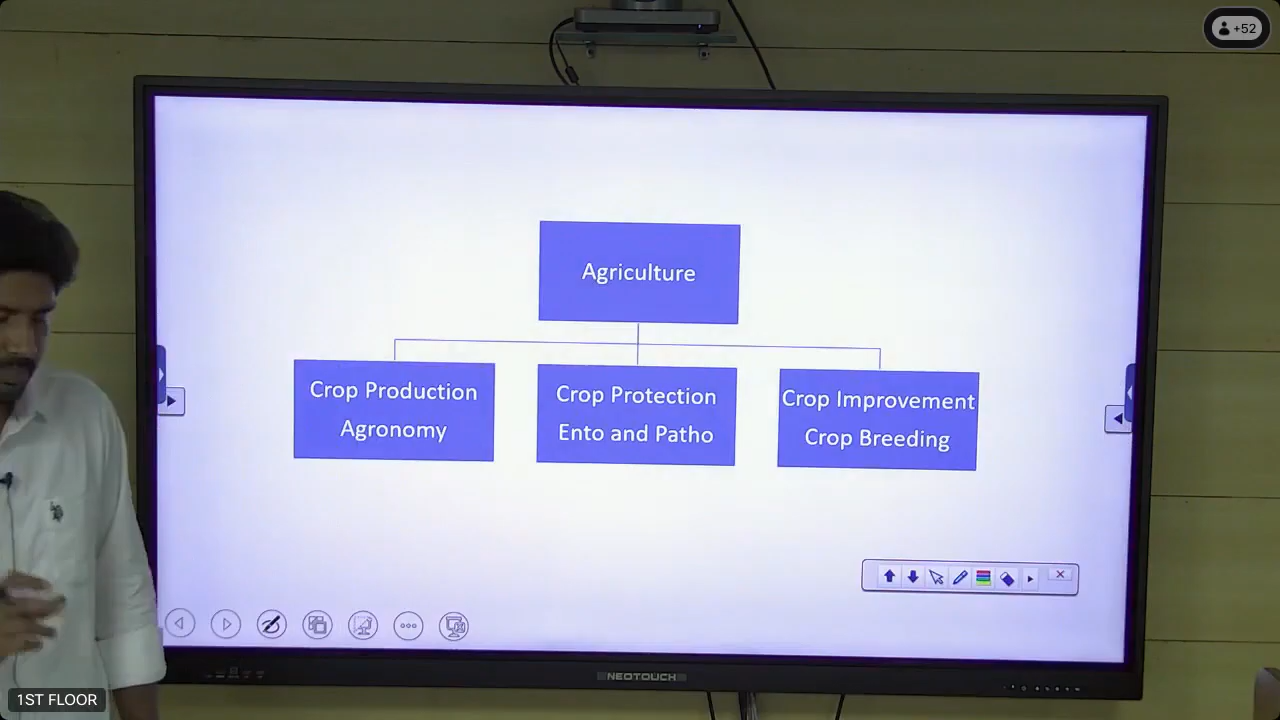 +52
Agriculture
Crop Production
Agronomy
Crop Protection
Ento and Patho
Crop Improvement
Crop Breeding
NEOTOUCH
1ST FLOOR